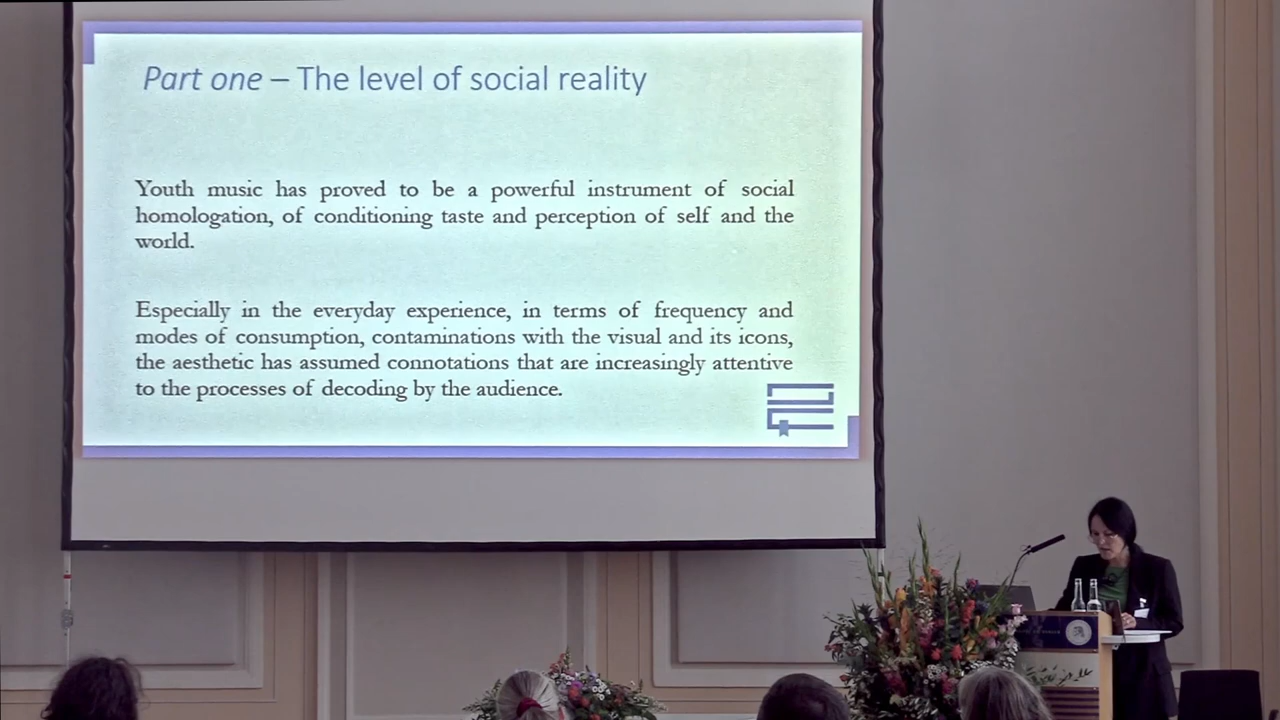 Part one – The level of social reality
Youth music has proved to be a powerful instrument of social
homologation, of conditioning taste and perception of self and the
world.
Especially in the everyday experience, in terms of frequency and
modes of consumption, contaminations with the visual and its icons,
the aesthetic has assumed connotations that are increasingly attentive
to the processes of decoding by the audience.